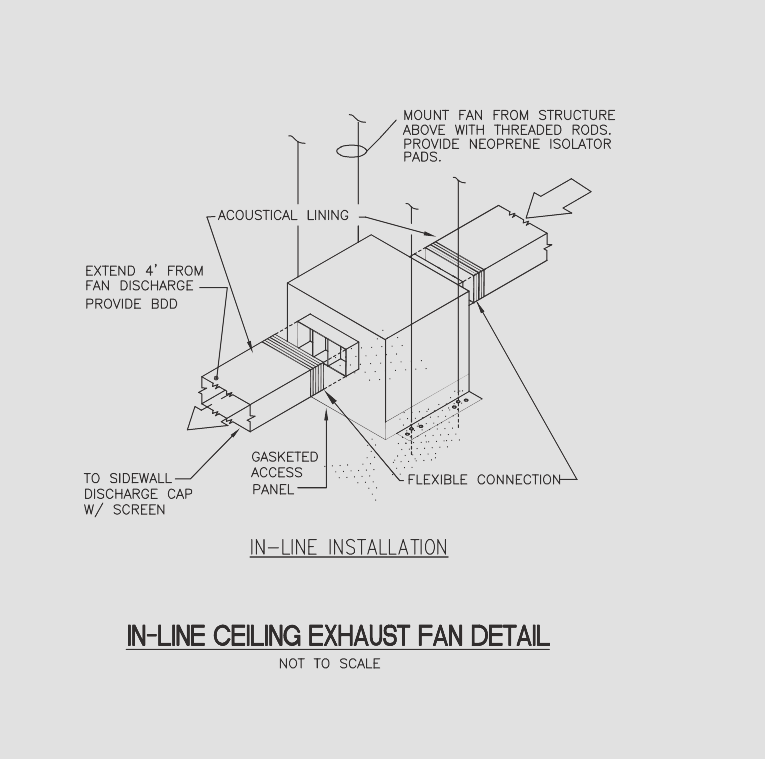 MOUNT FAN FROM STRUCTURE
ABOVE WITH THREADED RODS.
PROVIDE NEOPRENE ISOLATOR
PADS.
ACOUSTICAL LINING
EXTEND 4' FROM
FAN DISCHARGE
PROVIDE BDD
GASKETED
ACCESS
PANEL
FLEXIBLE CONNECTION
TO SIDEWALL
DISCHARGE CAP
W/ SCREEN
IN-LINE INSTALLATION
IN-LINE CEILING EXHAUST FAN DETAIL
NOT TO SCALE